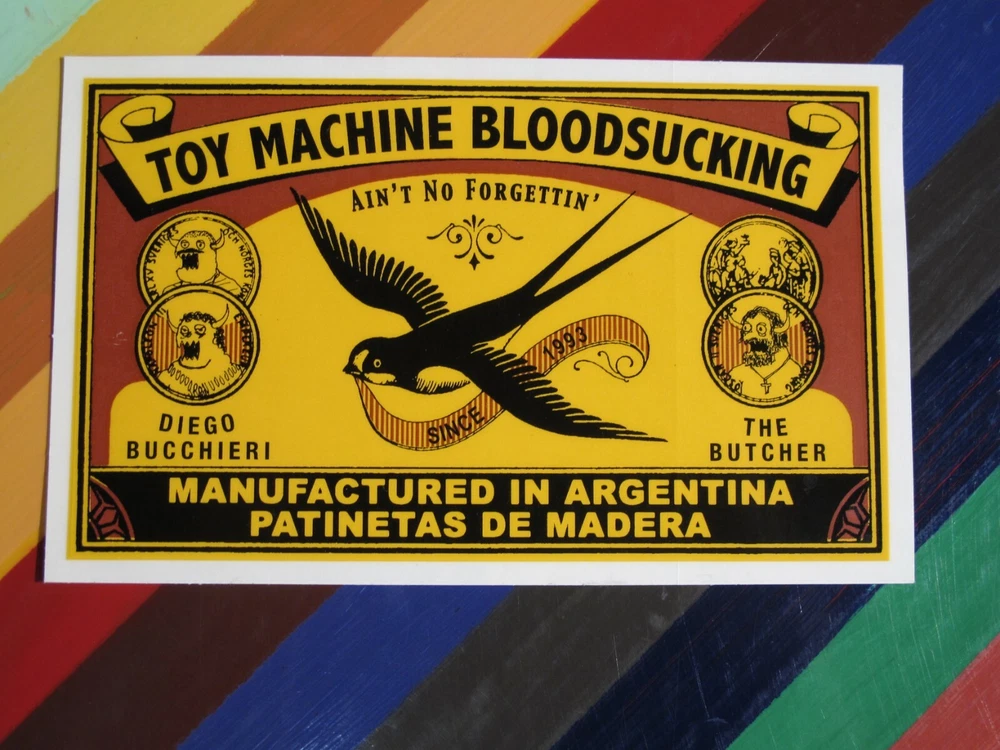 TOY MACHINE BLOODSUCKING
AIN'T NO FORGETTIN'
SINCE 1993
DIEGO
BUCCHIERI
THE
BUTCHER
MANUFACTURED IN ARGENTINA
PATINETAS DE MADERA